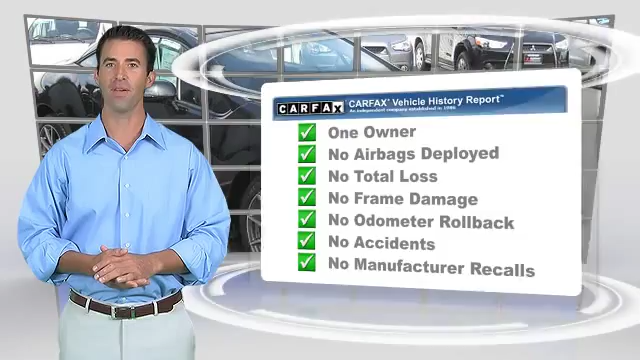 CARFAX
CARFAX® Vehicle History Report™
An independent company established in 1986
One Owner
No Airbags Deployed
No Total Loss
No Frame Damage
No Odometer Rollback
No Accidents
No Manufacturer Recalls